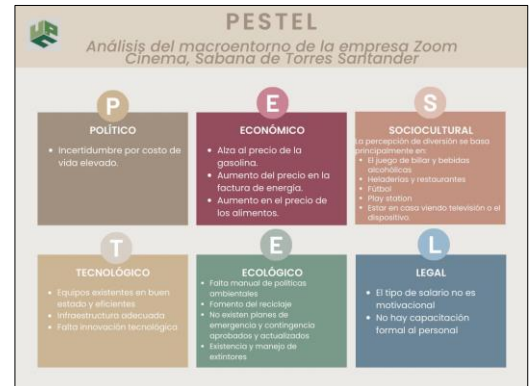 PESTEL
Análisis del macroentorno de la empresa Zoom
Cinema, Sabana de Torres Santander
P
POLÍTICO
• Incertidumbre por costo de
vida elevado.
E
ECONÓMICO
• Alza al precio de la
gasolina.
• Aumento del precio en la
factura de energía.
• Aumento en el precio de
los alimentos.
S
SOCIOCULTURAL
La percepción de diversión se basa
principalmente en:
• El juego de billar y bebidas
alcohólicas
• Heladerías y restaurantes
• Fútbol
• Play station
• Estar en casa viendo televisión o el
dispositivo
T
TECNOLÓGICO
• Equipos existentes en buen
estado y eficientes
• Infraestructura adecuada
• Falta innovación tecnológica
E
ECOLÓGICO
• Falta manual de políticas
ambientales
• Fomento del reciclaje
• No existen planes de
emergencia y contingencia
aprobados y actualizados
• Existencia y manejo de
extintores
L
LEGAL
• El tipo de salario no es
motivacional
• No hay capacitación
formal al personal